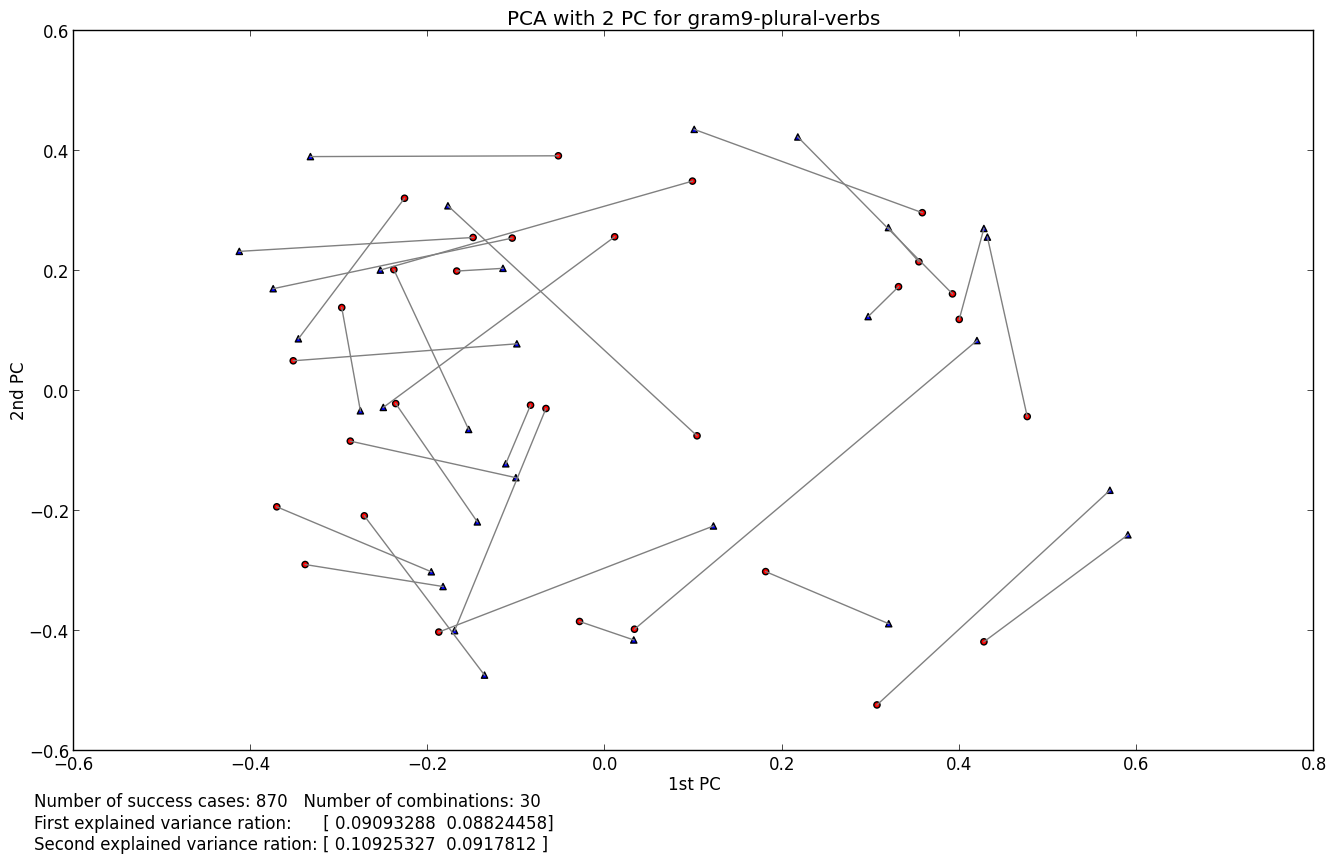 PCA with 2 PC for gram9-plural-verbs
0.6
0.4
0.2
0.0
−0.2
−0.4
−0.6
2nd PC
−0.6 −0.4 −0.2 0.0 0.2 0.4 0.6 0.8
1st PC
Number of success cases: 870 Number of combinations: 30
First explained variance ration: [ 0.09093288 0.08824458]
Second explained variance ration: [ 0.10925327 0.0917812 ]